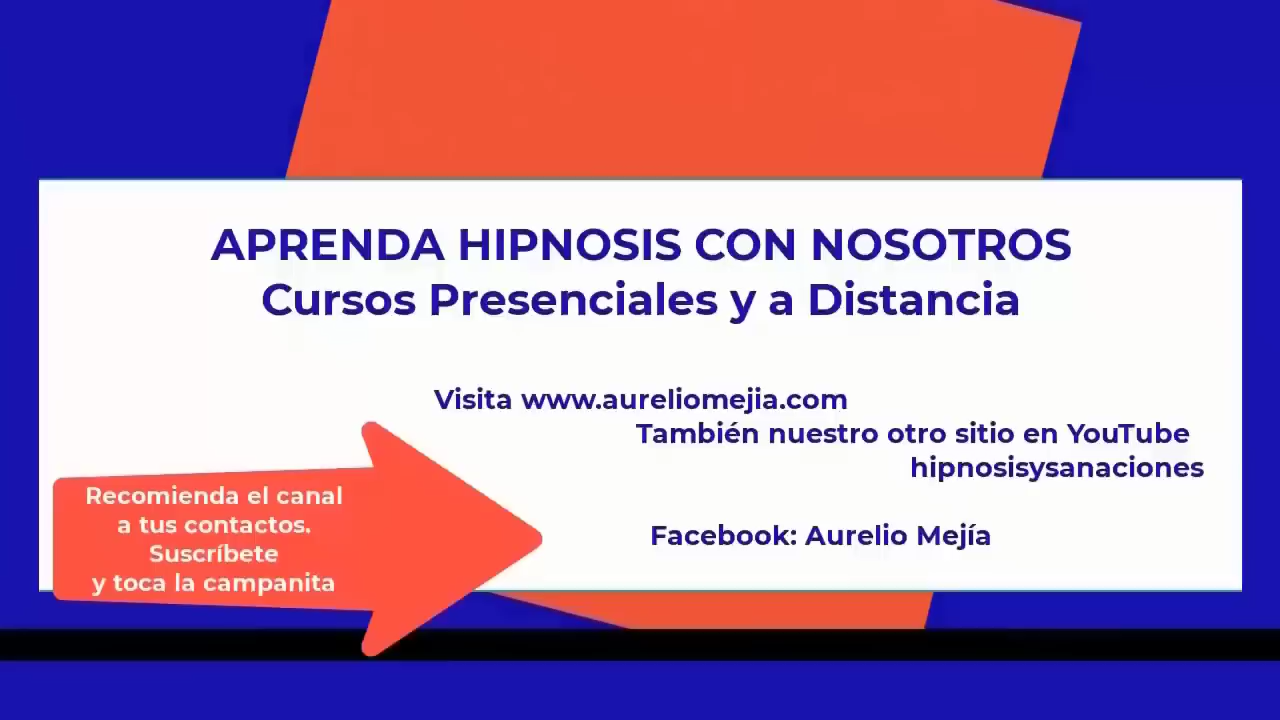 APRENDA HIPNOSIS CON NOSOTROS
Cursos Presenciales y a Distancia
Visita www.aureliomejia.com
También nuestro otro sitio en YouTube
hipnosisysanaciones
Facebook: Aurelio Mejía
Recomienda el canal
a tus contactos.
Suscríbete
y toca la campanita